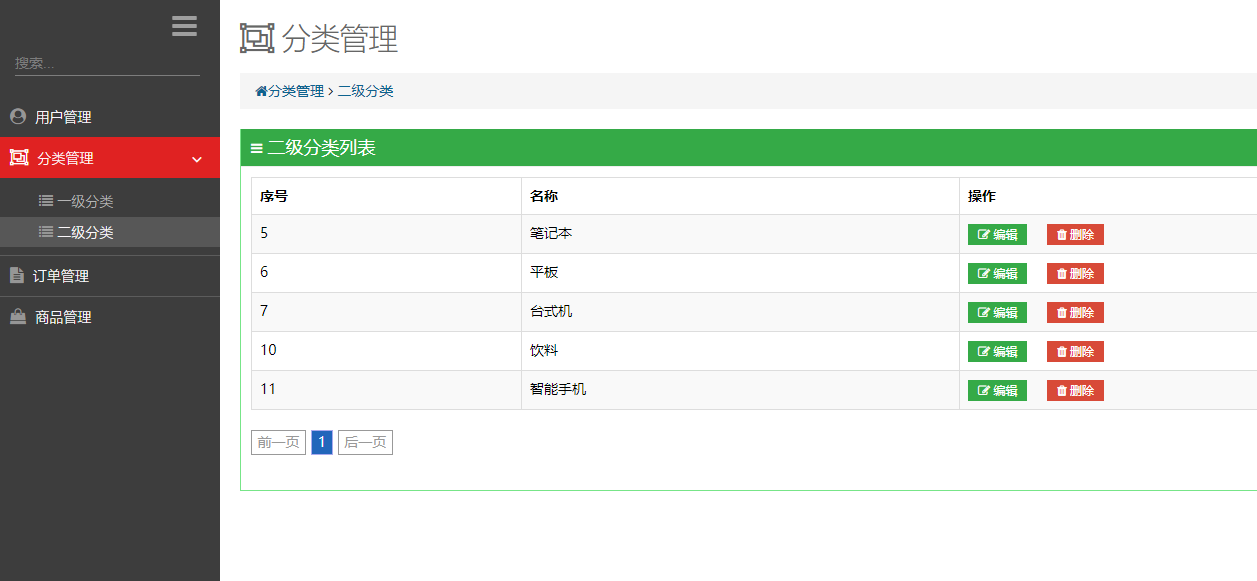 搜索...
用户管理
分类管理
一级分类
二级分类
订单管理
商品管理
分类管理
分类管理 > 二级分类
二级分类列表
序号 名称 操作
5 笔记本 编辑 删除
6 平板 编辑 删除
7 台式机 编辑 删除
10 饮料 编辑 删除
11 智能手机 编辑 删除
前一页 1 后一页